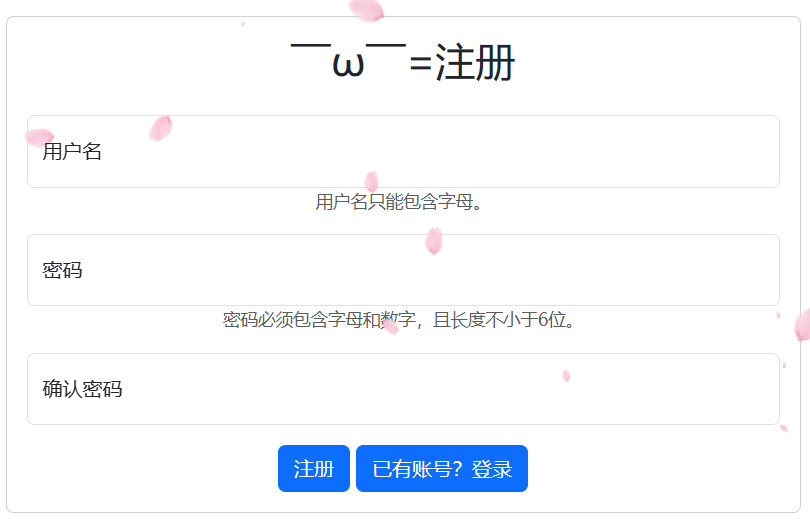 ￣ω￣=注册
用户名
用户名只能包含字母。
密码
密码必须包含字母和数字，且长度不小于6位。
确认密码
注册 已有账号？登录